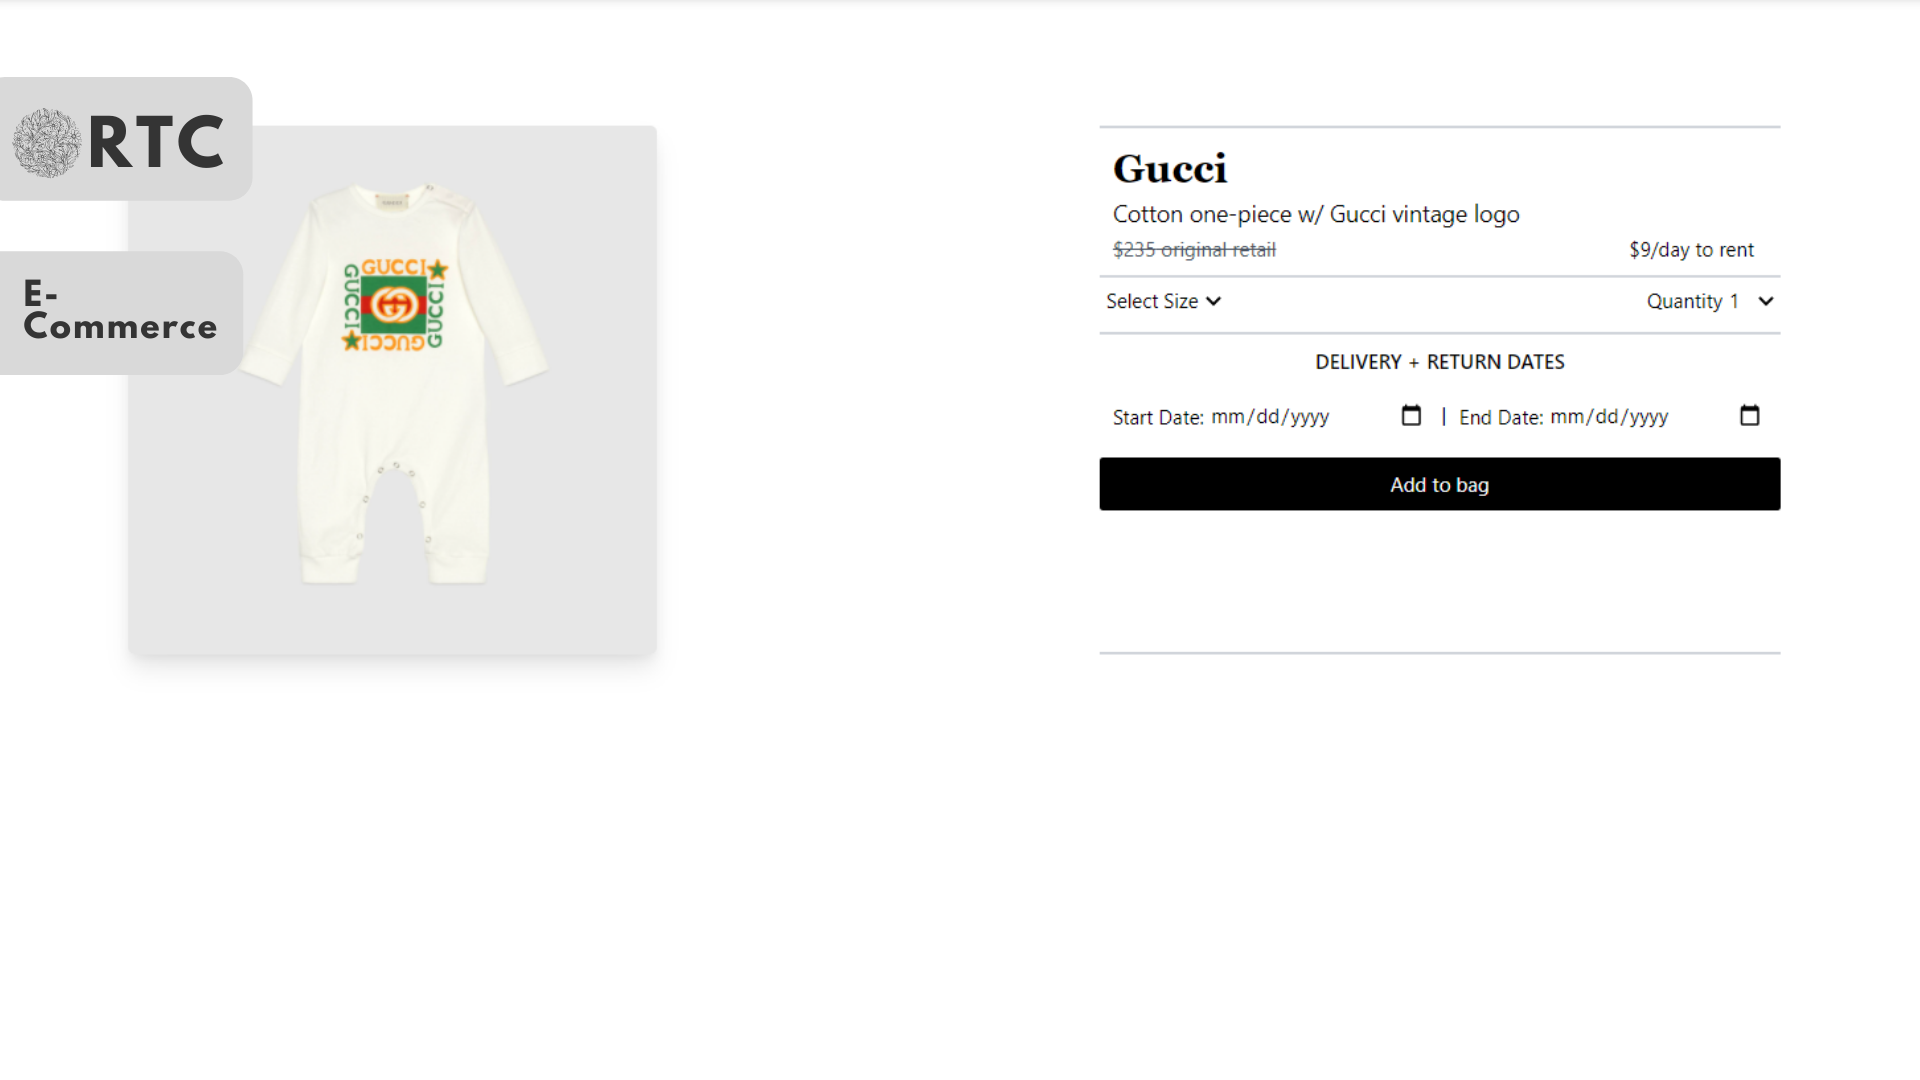 RTC
E-
Commerce
GUCCI
GUCCI
GUCCI
GUCCI
Gucci
Cotton one-piece w/ Gucci vintage logo
$235 original retail
$9/day to rent
Select Size
Quantity 1
DELIVERY + RETURN DATES
Start Date: mm/dd/yyyy | End Date: mm/dd/yyyy
Add to bag